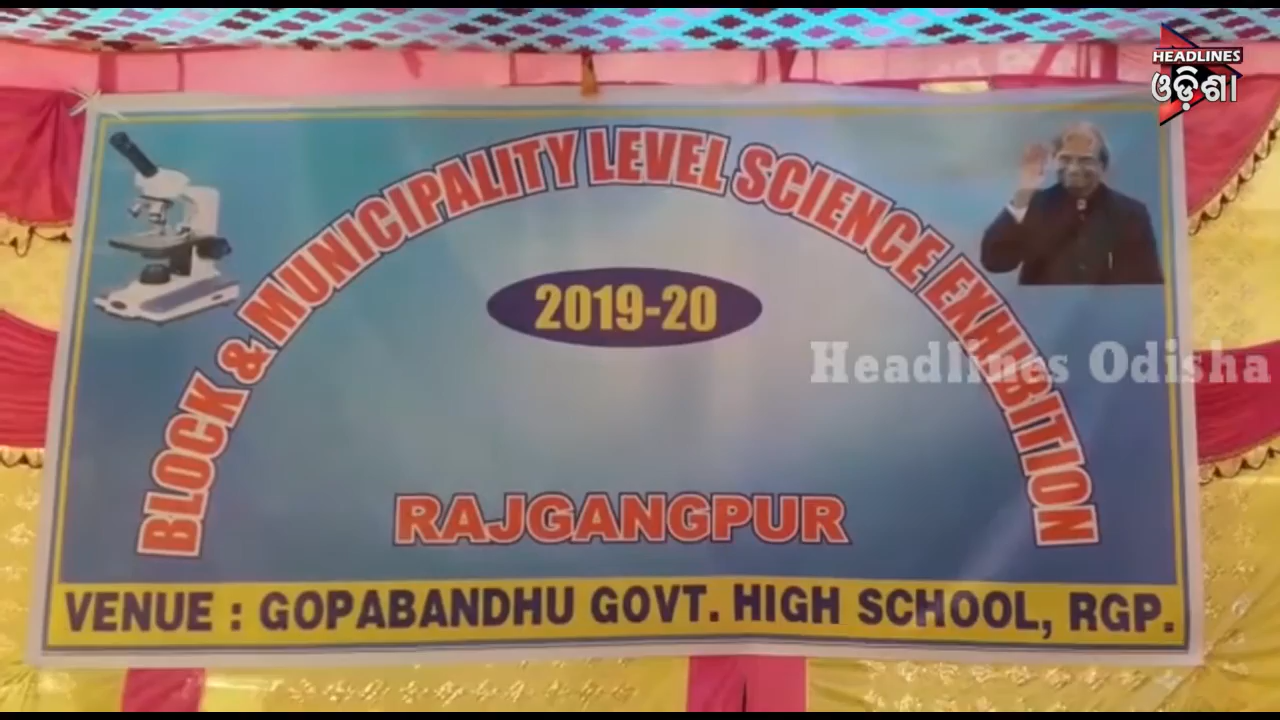 HEADLINES
ଓଡ଼ିଶା
BLOCK & MUNICIPALITY LEVEL SCIENCE EXHIBITION
2019-20
Headlines Odisha
RAJGANGPUR
VENUE : GOPABANDHU GOVT. HIGH SCHOOL, RGP.